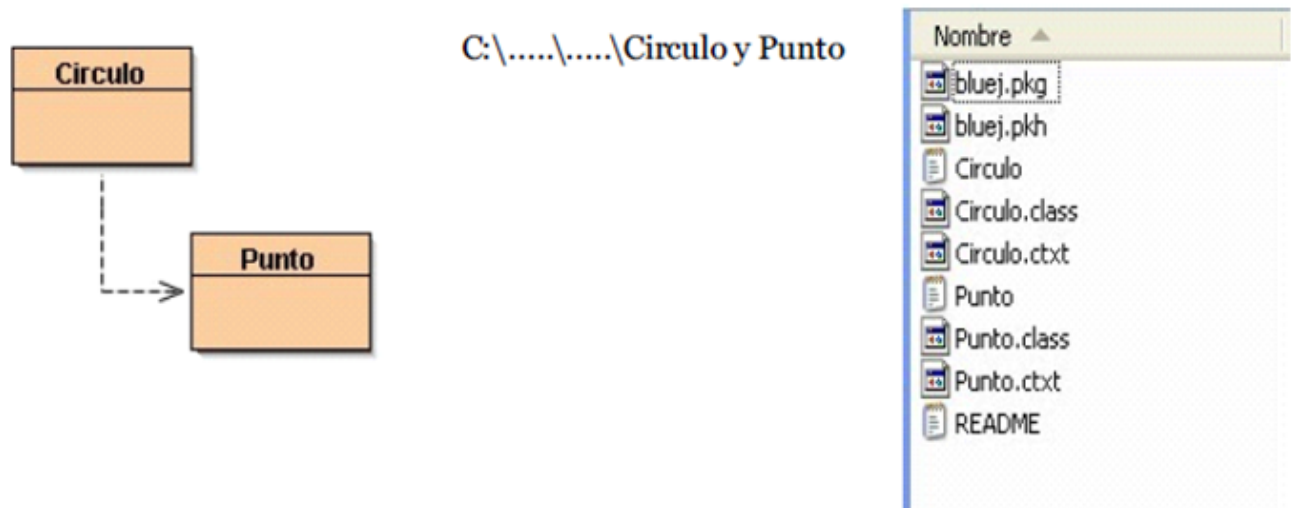 Circulo
Punto
C:\.....\.....\Circulo y Punto
Nombre
bluej.pkg
bluej.pkh
Circulo
Circulo.class
Circulo.ctxt
Punto
Punto.class
Punto.ctxt
README